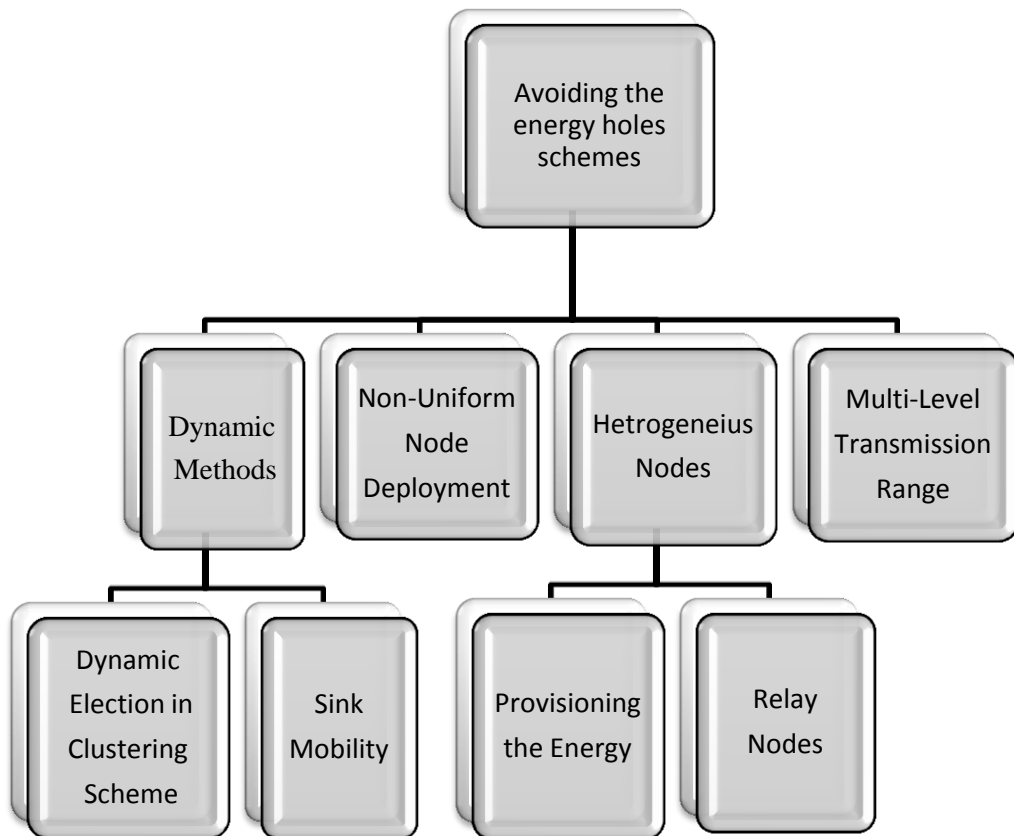 Avoiding the
energy holes
schemes
Dynamic
Methods
Non-Uniform
Node
Deployment
Hetrogeneius
Nodes
Multi-Level
Transmission
Range
Dynamic
Election in
Clustering
Scheme
Sink
Mobility
Provisioning
the Energy
Relay
Nodes